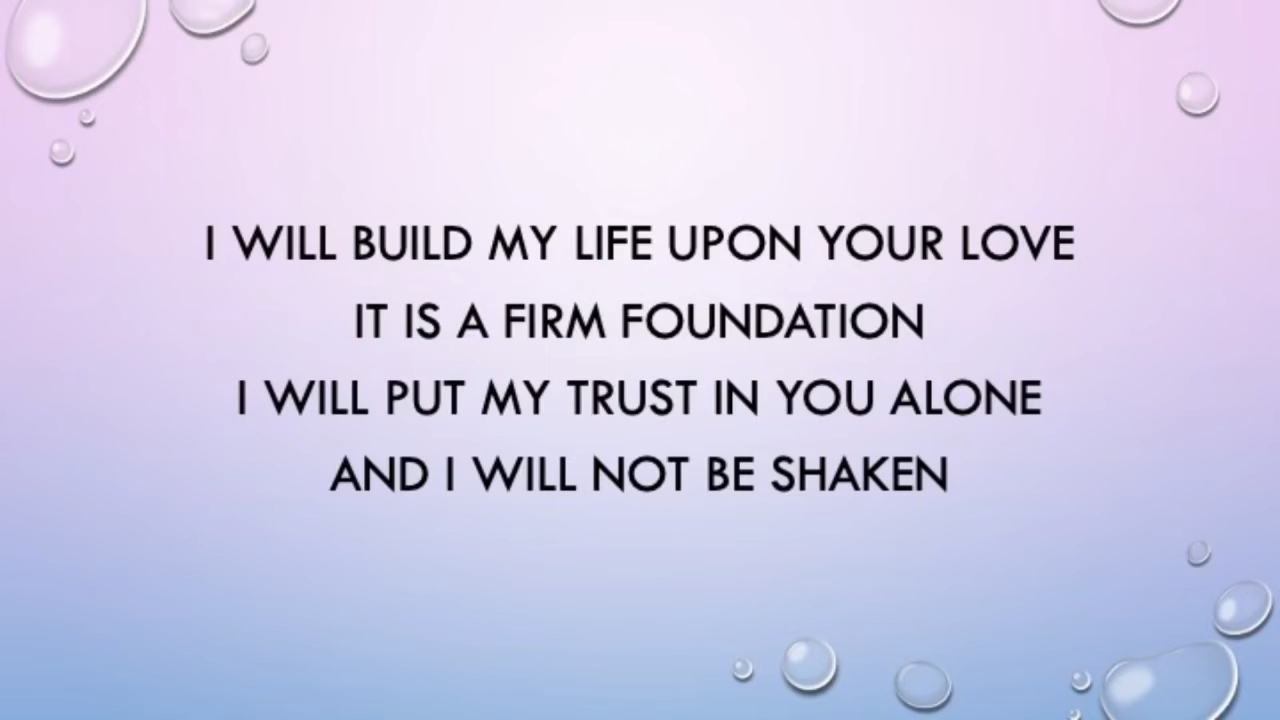 I WILL BUILD MY LIFE UPON YOUR LOVE
IT IS A FIRM FOUNDATION
I WILL PUT MY TRUST IN YOU ALONE
AND I WILL NOT BE SHAKEN